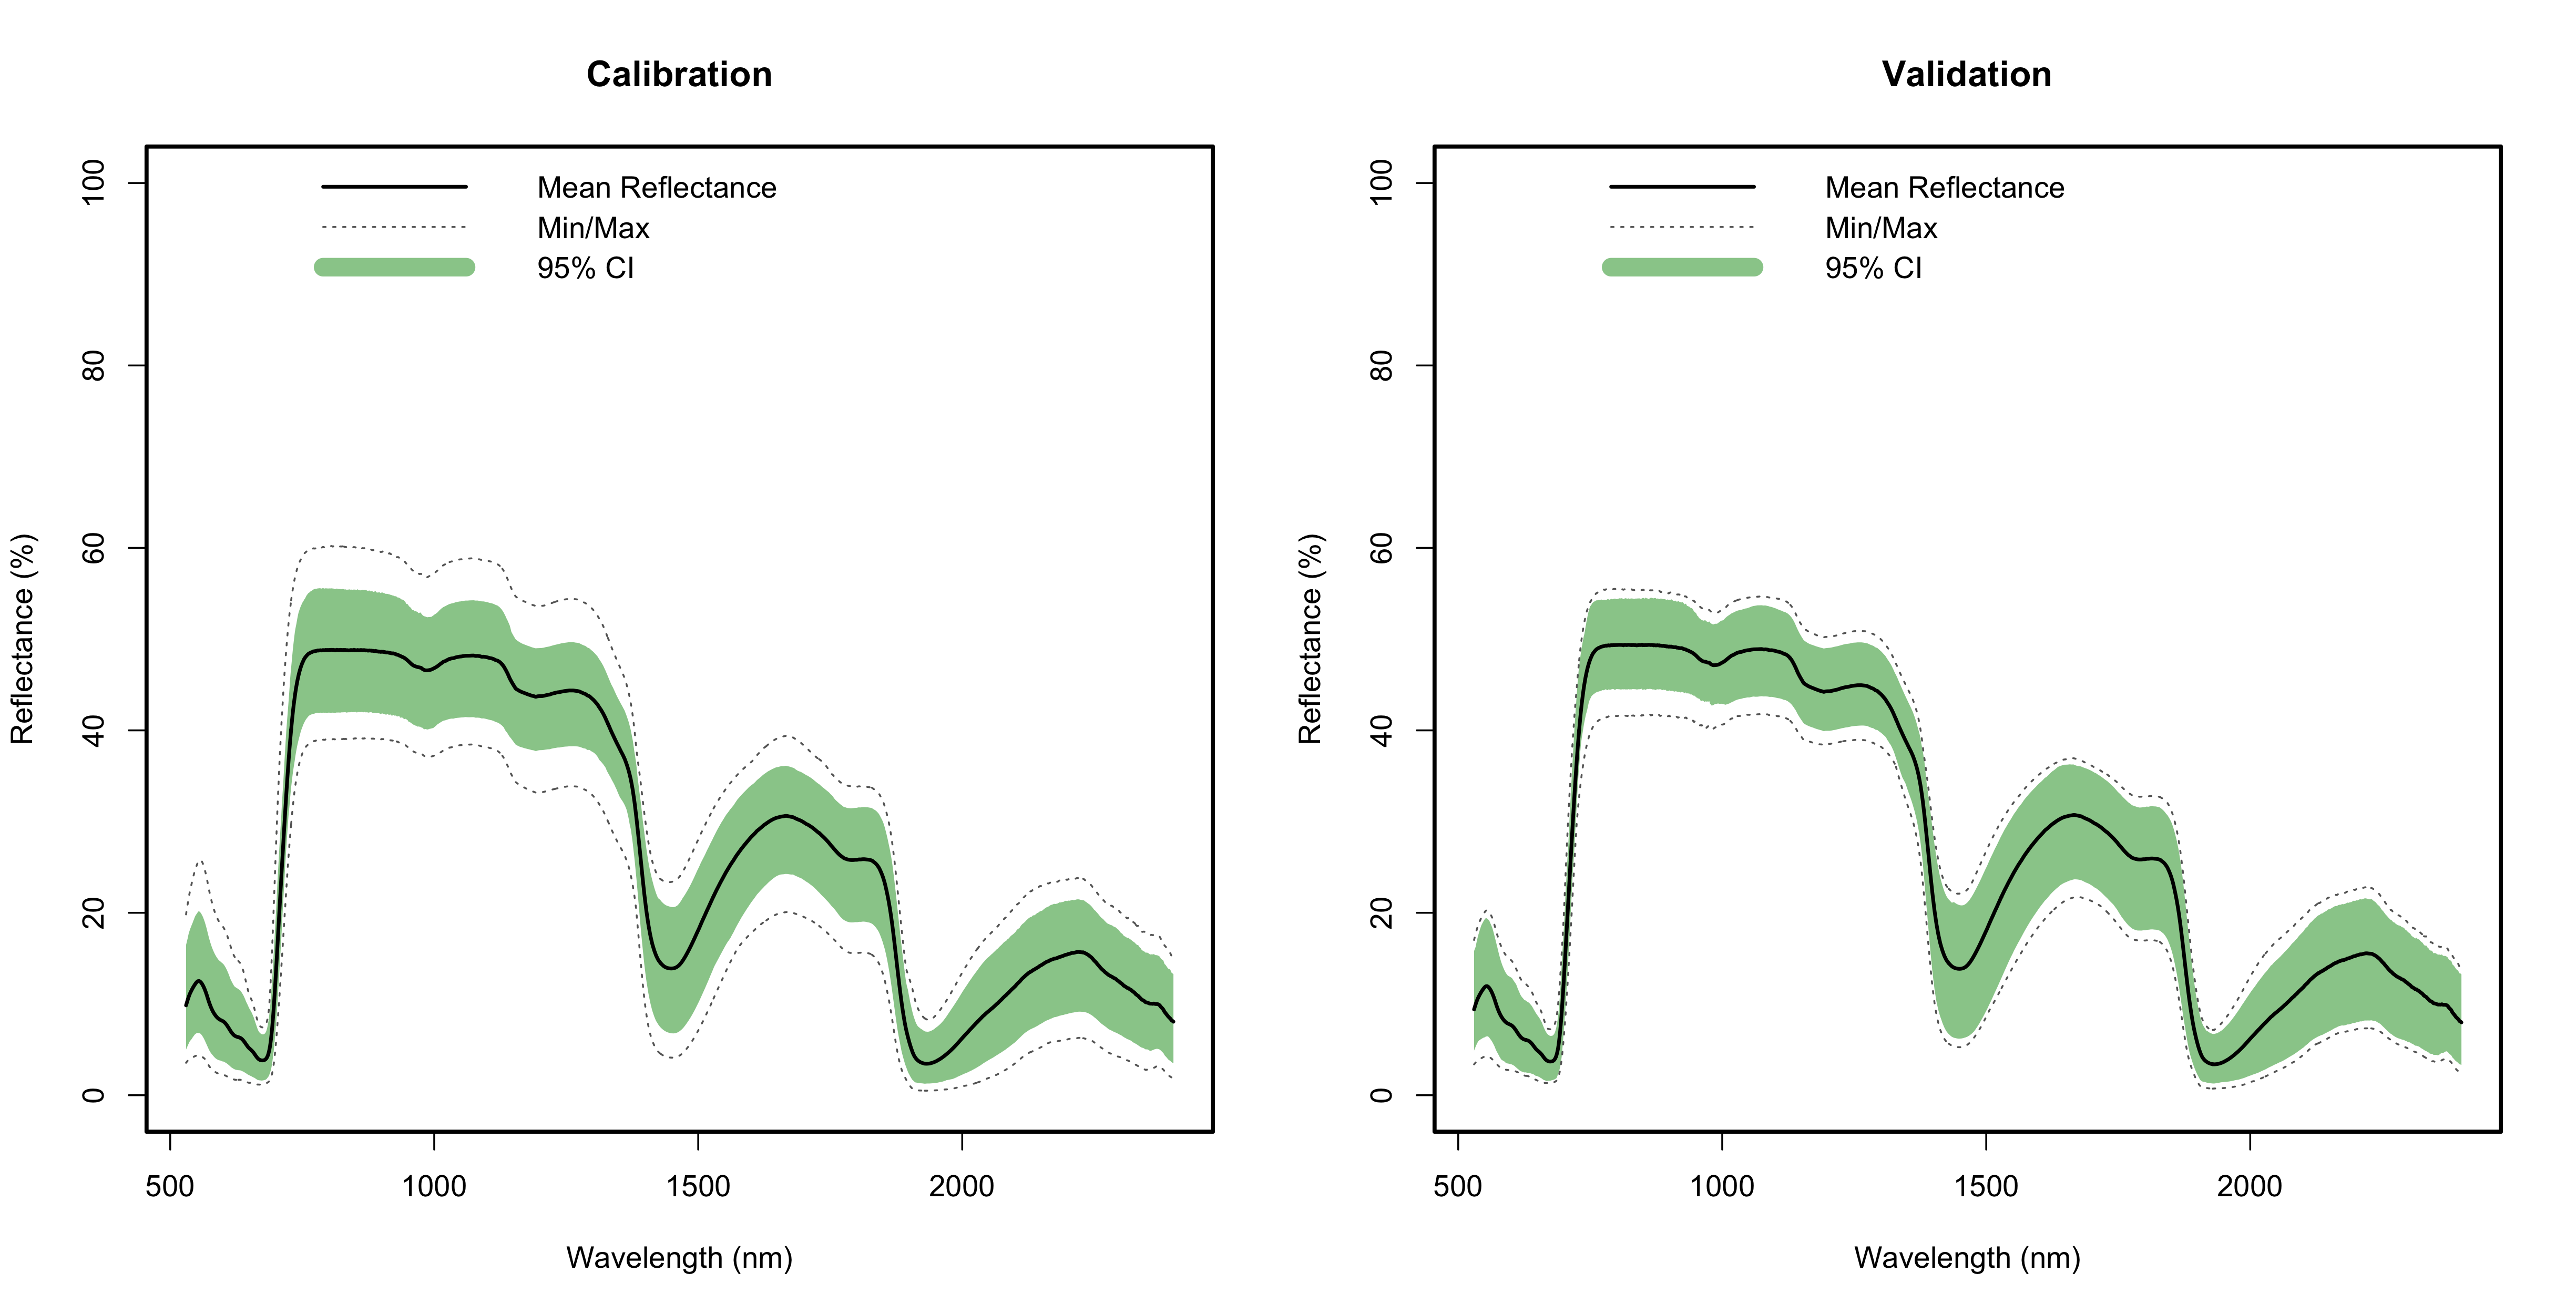 Calibration
Mean Reflectance
Min/Max
95% CI
Reflectance (%)
100
80
60
40
20
0
500 1000 1500 2000
Wavelength (nm)
Validation
Mean Reflectance
Min/Max
95% CI
Reflectance (%)
100
80
60
40
20
0
500 1000 1500 2000
Wavelength (nm)